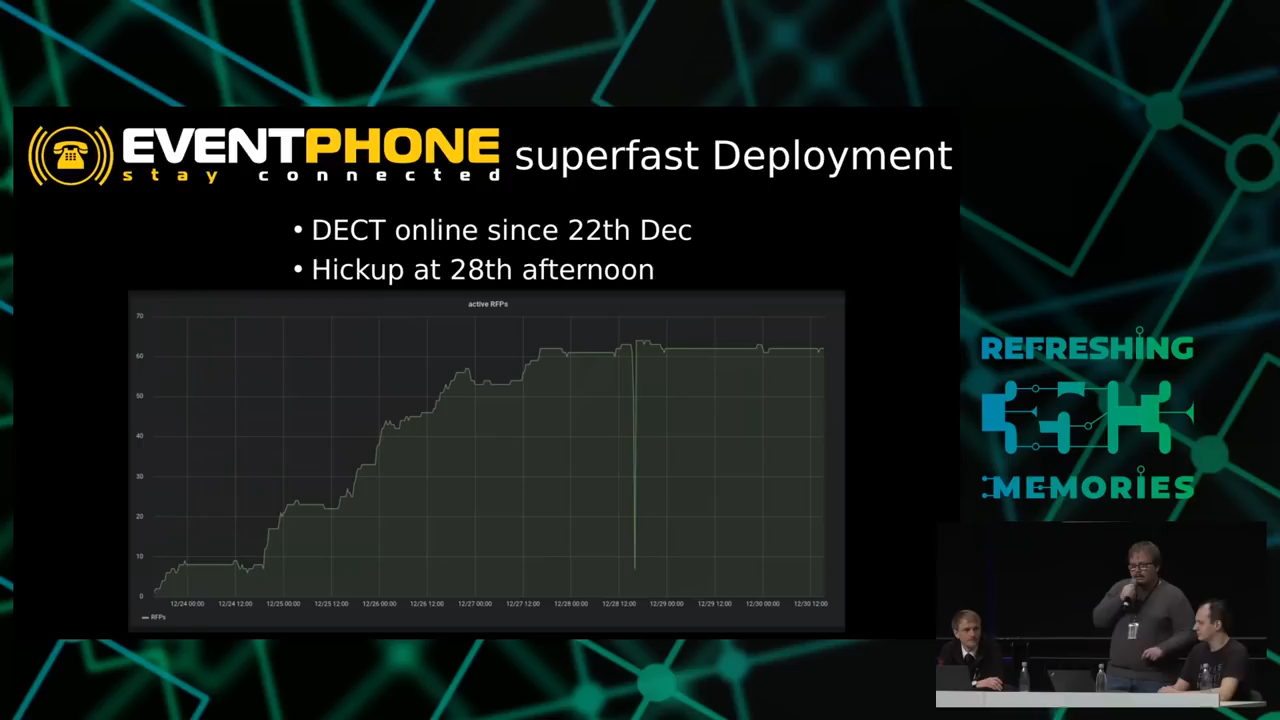 EVENTPHONE
stay connected
superfast Deployment
• DECT online since 22th Dec
• Hickup at 28th afternoon
active RFPs
70
60
50
40
30
20
10
0
12/24 00:00 12/24 12:00 12/25 00:00 12/25 12:00 12/26 00:00 12/26 12:00 12/27 00:00 12/27 12:00 12/28 00:00 12/28 12:00 12/29 00:00 12/29 12:00 12/30 00:00 12/30 12:00
RFPs
REFRESHING
MEMORIES